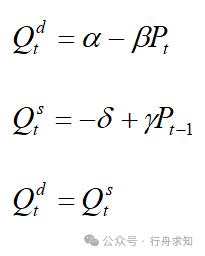 Q_t^d = α − βP_t
Q_t^s = −δ + γP_{t−1}
Q_t^d = Q_t^s
公众号 · 行舟求知